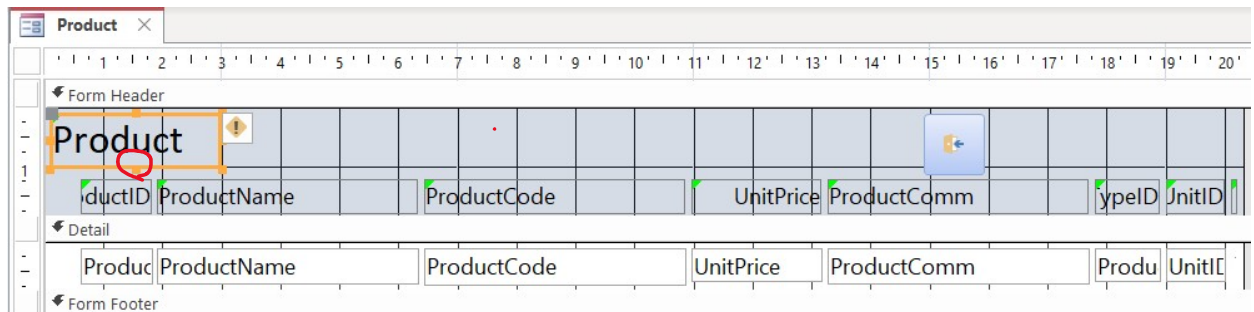 Product
1 2 3 4 5 6 7 8 9 10 11 12 13 14 15 16 17 18 19 20
Form Header
Product
1
ductID ProductName ProductCode UnitPrice ProductComm ypeID UnitID
Detail
Produc ProductName ProductCode UnitPrice ProductComm Produ UnitID
Form Footer